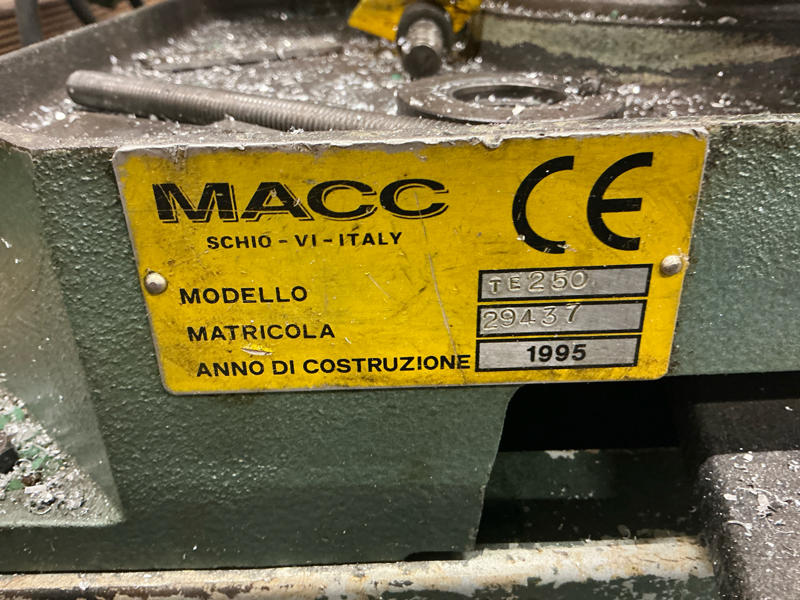 MACC
SCHIO - VI - ITALY
CE
MODELLO TE250
MATRICOLA 29437
ANNO DI COSTRUZIONE 1995